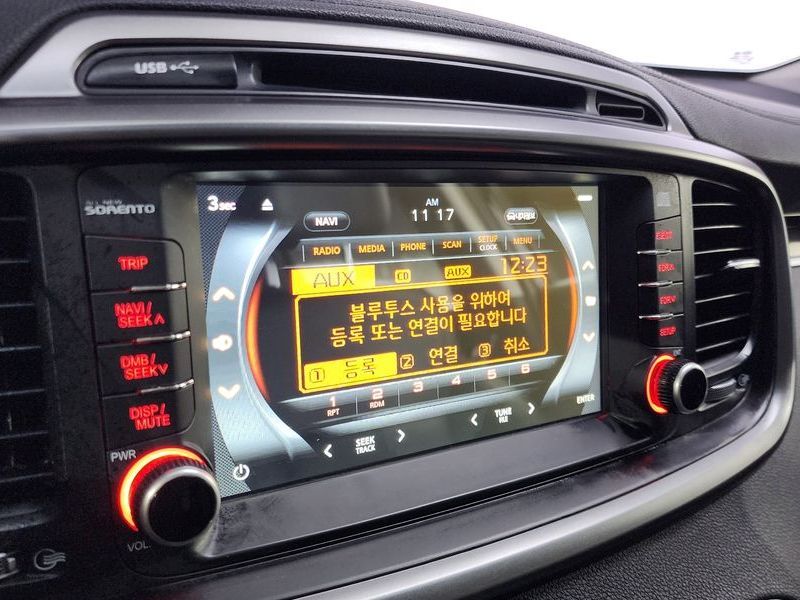 USB
ALL NEW
SORENTO
TRIP
NAVI/
SEEK∧
DMB/
SEEK∨
DISP/
MUTE
PWR
VOL
3SEC
NAVI
AM
11 17
RADIO MEDIA PHONE SCAN SETUP CLOCK MENU
AUX CD AUX 12:23
블루투스 사용을 위하여
등록 또는 연결이 필요합니다
1 등록 2 연결 3 취소
1 2 3 4 5 6
RPT RDM
SEEK
TRACK
TUNE
FILE
ENTER
SETUP